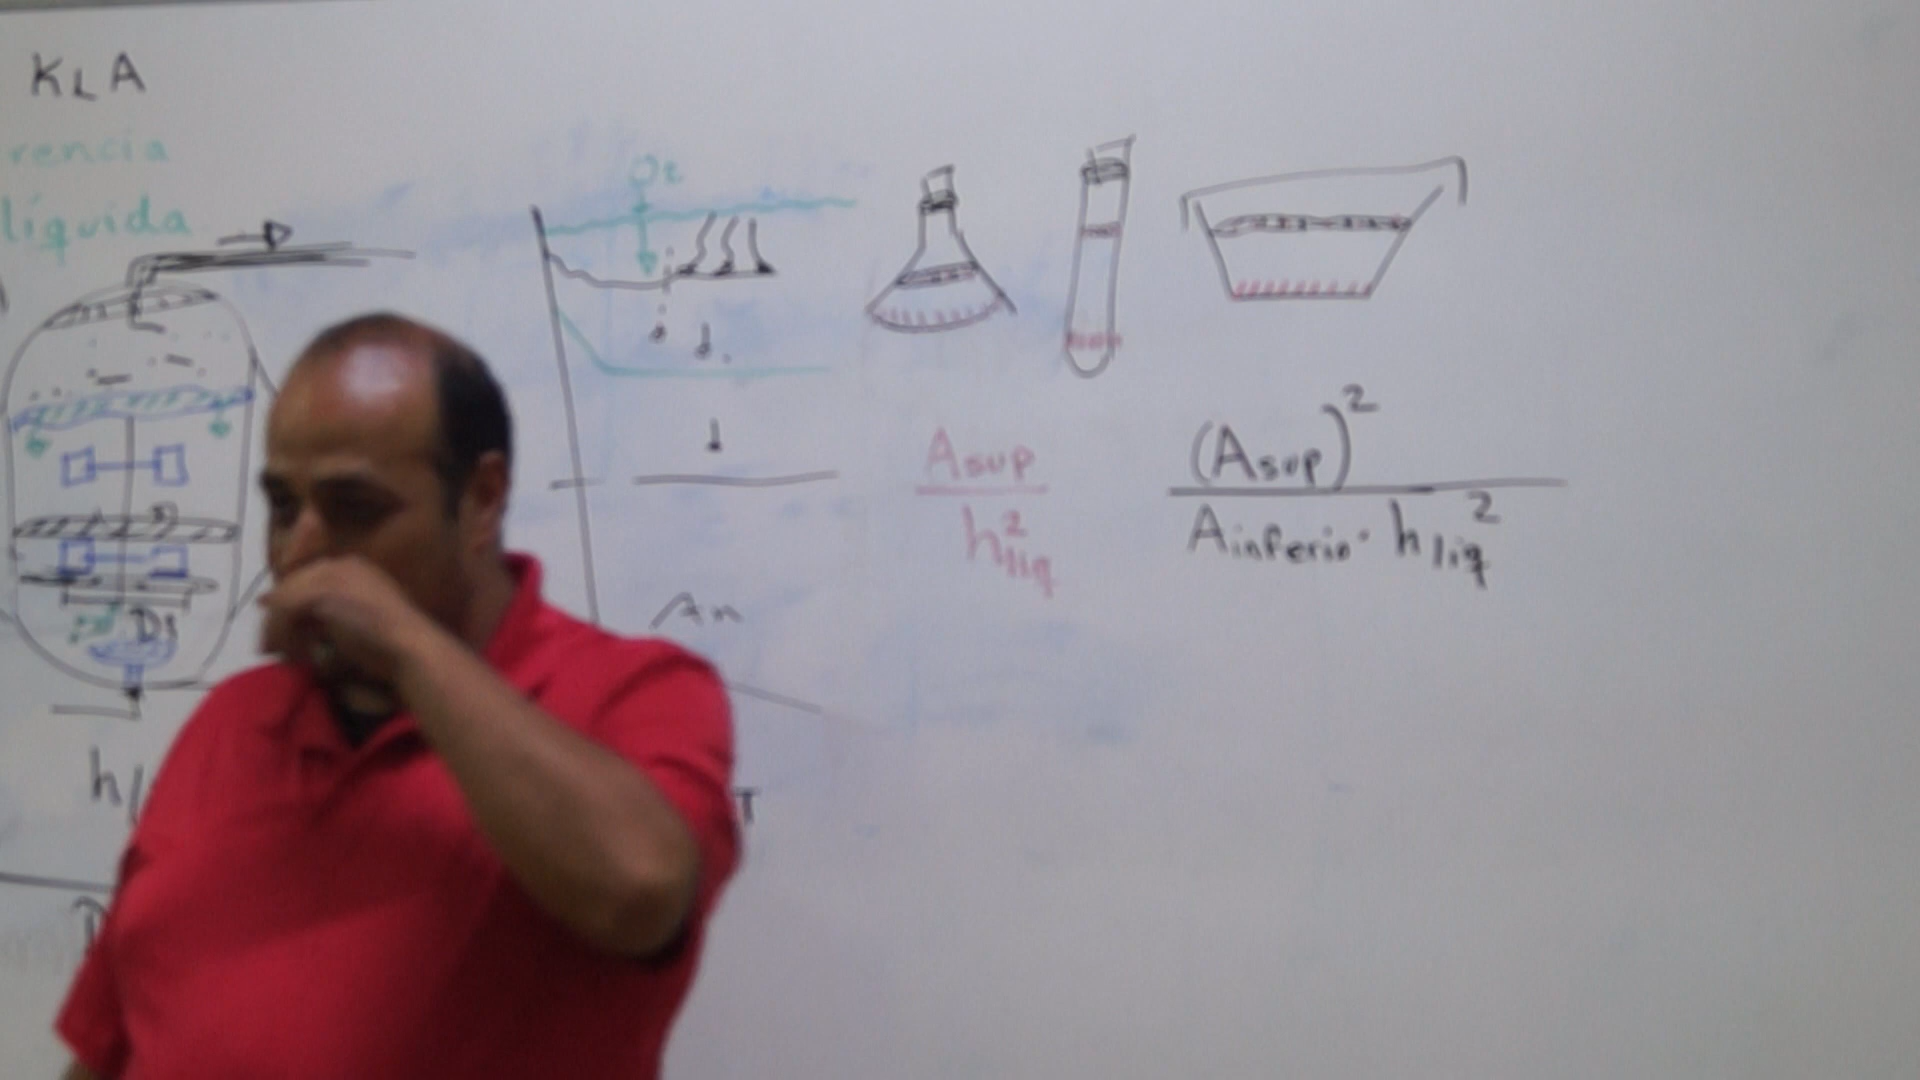 KLA
rencia
líquida
O2
Asup
h²liq
(Asup)²
Ainferio · hliq²
An
h
T